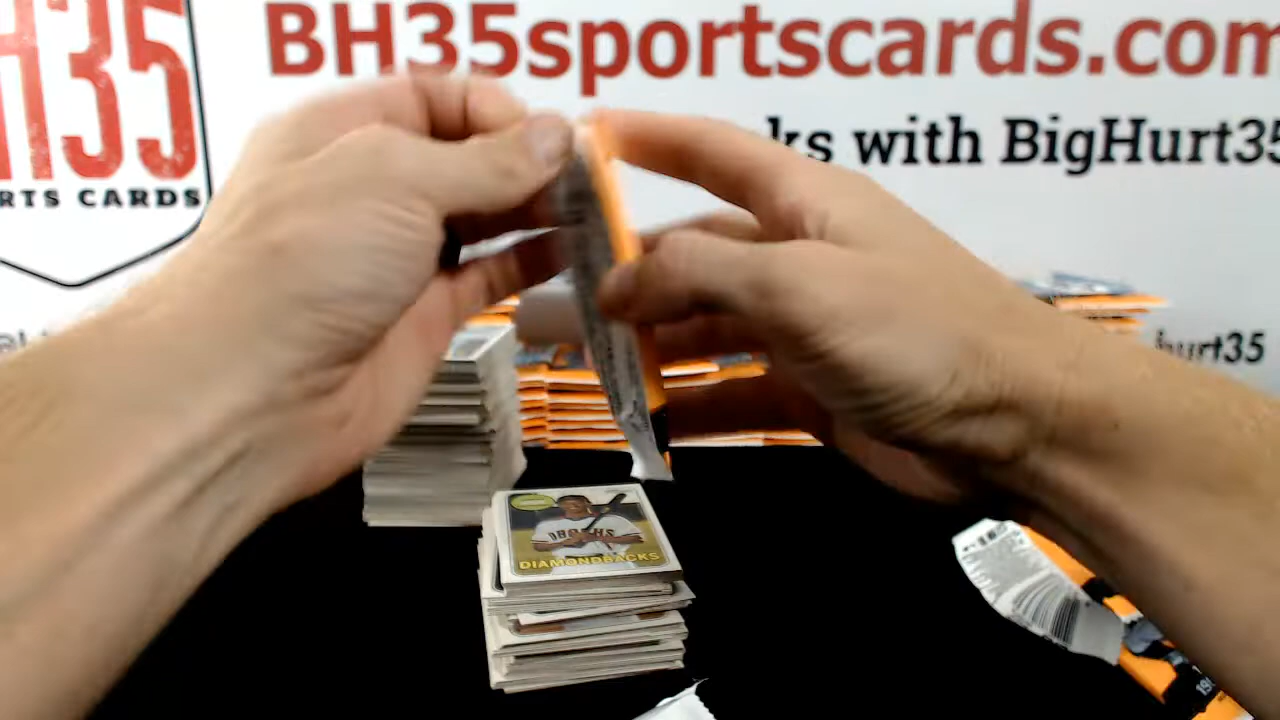 BH35sportscards.com
H35
RTS CARDS
ks with BigHurt35
hurt35
DIAMONDBACKS